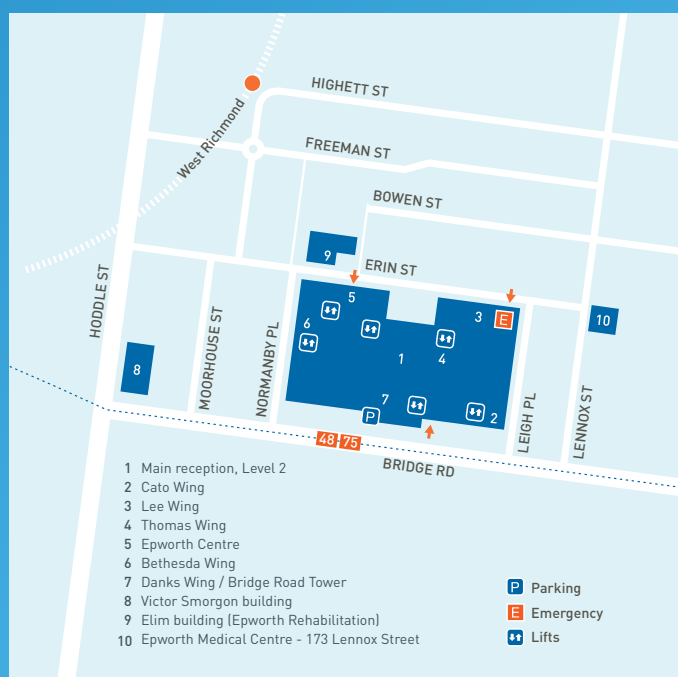 HIGHETT ST
West Richmond
FREEMAN ST
BOWEN ST
9
ERIN ST
HODDLE ST
5
3
E
10
6
MOORHOUSE ST
NORMANBY PL
1
4
8
7
P
2
LEIGH PL
LENNOX ST
48 75
BRIDGE RD
1 Main reception, Level 2
2 Cato Wing
3 Lee Wing
4 Thomas Wing
5 Epworth Centre
6 Bethesda Wing
7 Danks Wing / Bridge Road Tower
8 Victor Smorgon building
9 Elim building (Epworth Rehabilitation)
10 Epworth Medical Centre - 173 Lennox Street
P Parking
E Emergency
Lifts